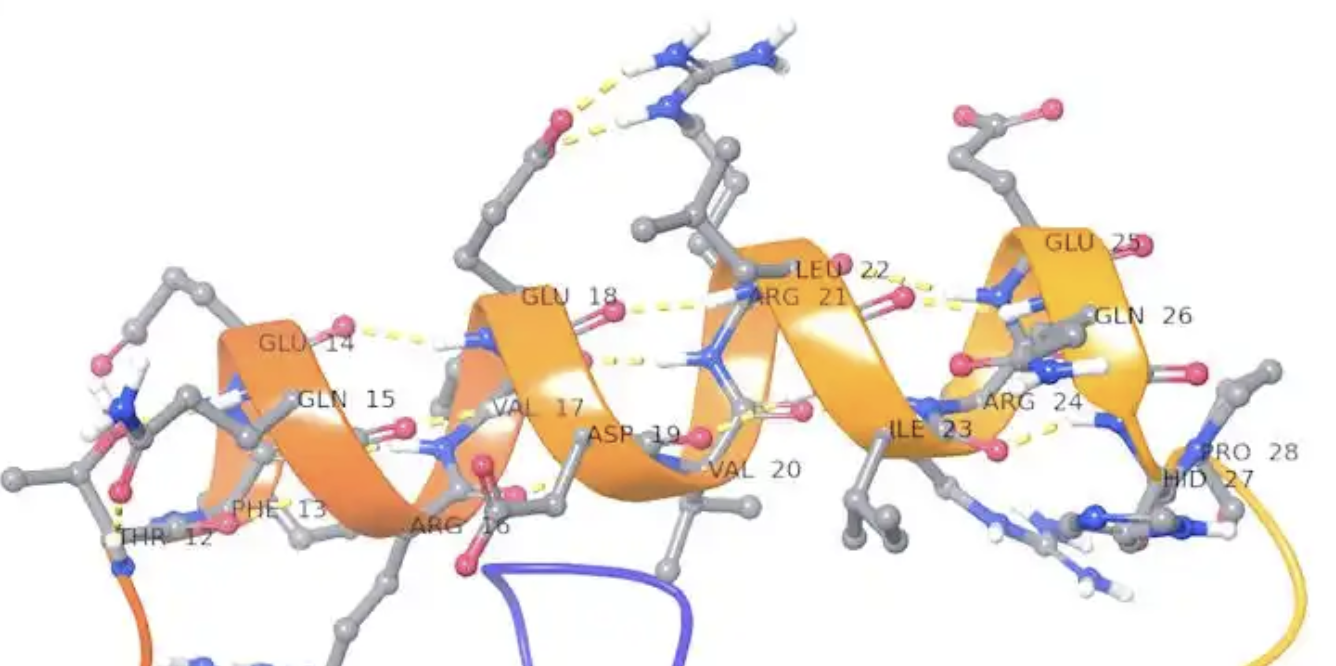 GLU 25
LEU 22
GLU 18
ARG 21
GLN 26
GLU 14
GLN 15
VAL 17
ARG 24
ASP 19
ILE 23
PRO 28
VAL 20
HID 27
PHE 13
ARG 16
THR 12